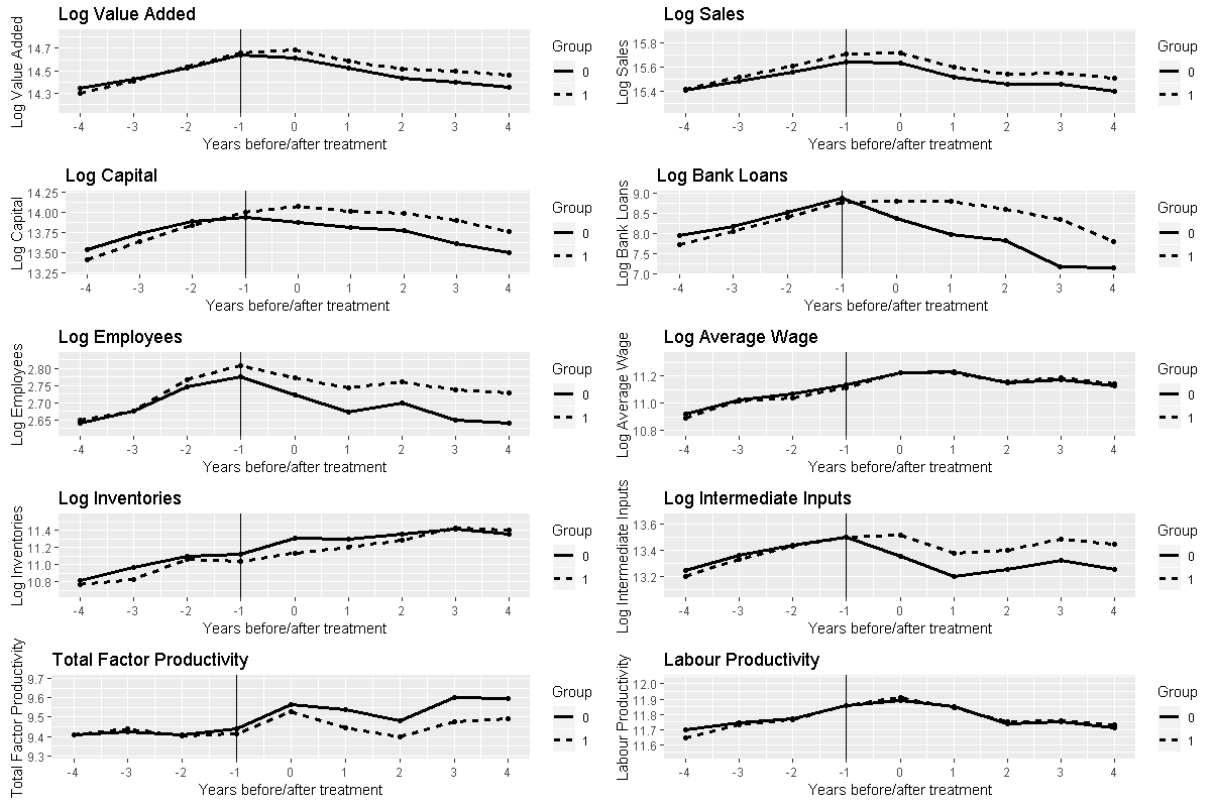 Log Value Added
Log Value Added
14.7
14.5
14.3
-4 -3 -2 -1 0 1 2 3 4
Years before/after treatment
Group
0
1
Log Sales
Log Sales
15.8
15.6
15.4
-4 -3 -2 -1 0 1 2 3 4
Years before/after treatment
Group
0
1
Log Capital
Log Capital
14.25
14.00
13.75
13.50
13.25
-4 -3 -2 -1 0 1 2 3 4
Years before/after treatment
Group
0
1
Log Bank Loans
Log Bank Loans
9.0
8.5
8.0
7.5
7.0
-4 -3 -2 -1 0 1 2 3 4
Years before/after treatment
Group
0
1
Log Employees
Log Employees
2.80
2.75
2.70
2.65
-4 -3 -2 -1 0 1 2 3 4
Years before/after treatment
Group
0
1
Log Average Wage
Log Average Wage
11.2
11.0
10.8
-4 -3 -2 -1 0 1 2 3 4
Years before/after treatment
Group
0
1
Log Inventories
Log Inventories
11.4
11.2
11.0
10.8
-4 -3 -2 -1 0 1 2 3 4
Years before/after treatment
Group
0
1
Log Intermediate Inputs
Log Intermediate Inputs
13.6
13.4
13.2
-4 -3 -2 -1 0 1 2 3 4
Years before/after treatment
Group
0
1
Total Factor Productivity
Total Factor Productivity
9.7
9.6
9.5
9.4
9.3
-4 -3 -2 -1 0 1 2 3 4
Years before/after treatment
Group
0
1
Labour Productivity
Labour Productivity
12.0
11.9
11.8
11.7
11.6
-4 -3 -2 -1 0 1 2 3 4
Years before/after treatment
Group
0
1